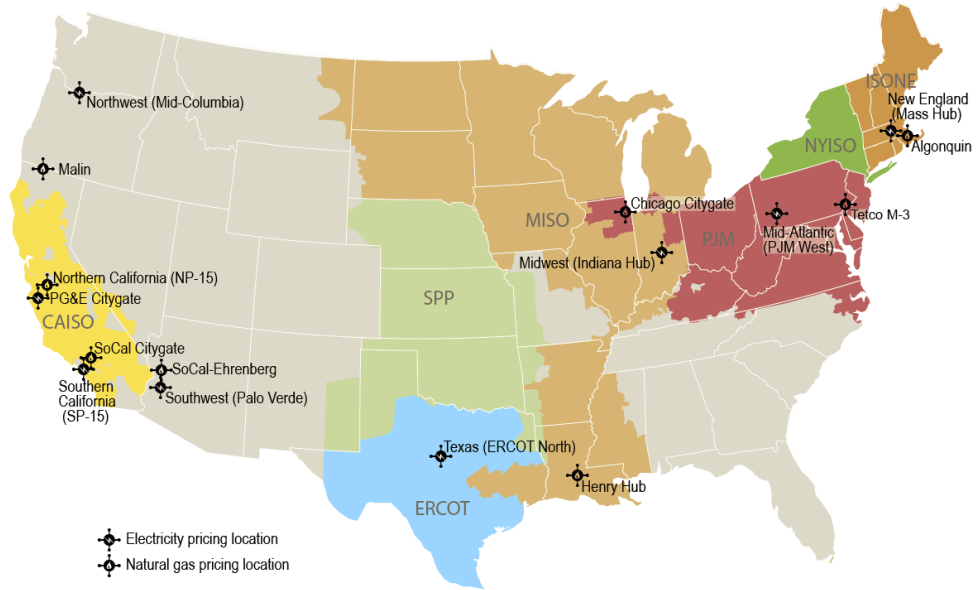 ISONE
New England
(Mass Hub)
Algonquin
Northwest (Mid-Columbia)
NYISO
Malin
Chicago Citygate
Tetco M-3
MISO
PJM
Mid-Atlantic
(PJM West)
Midwest (Indiana Hub)
Northern California (NP-15)
PG&E Citygate
SPP
CAISO
SoCal Citygate
SoCal-Ehrenberg
Southern
California
(SP-15)
Southwest (Palo Verde)
Texas (ERCOT North)
Henry Hub
ERCOT
Electricity pricing location
Natural gas pricing location